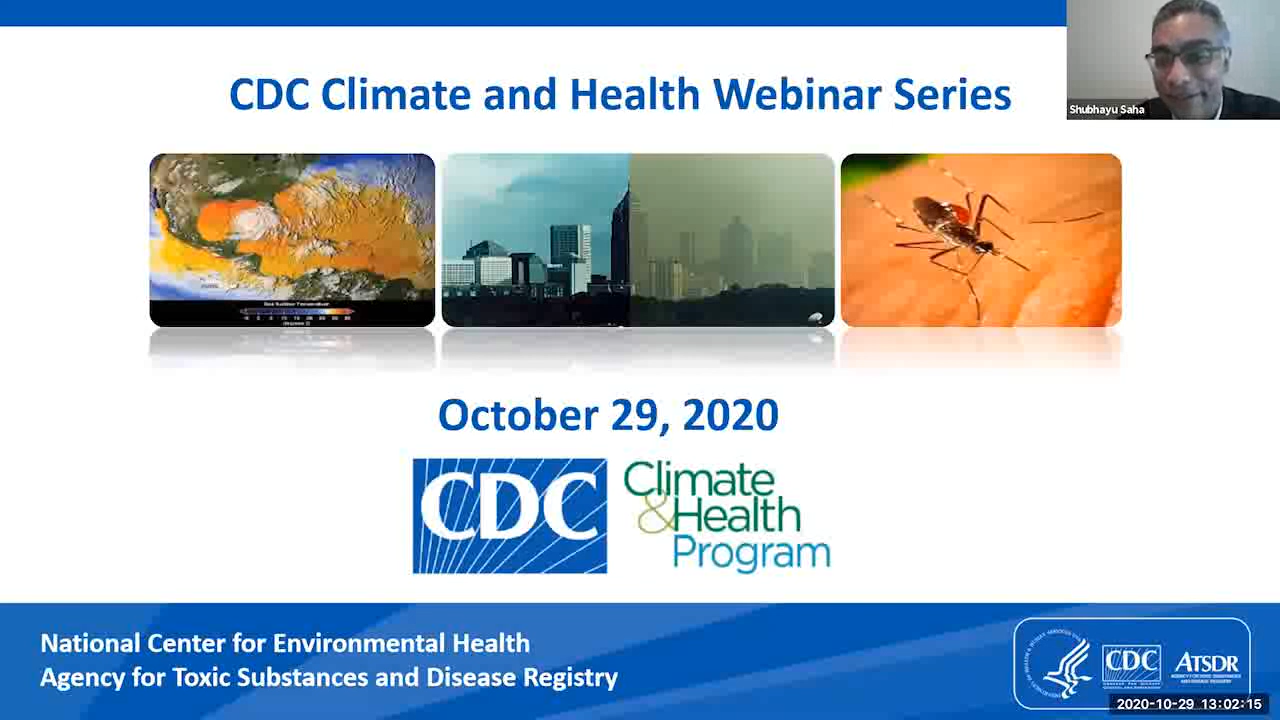 CDC Climate and Health Webinar Series
Shubhayu Saha
October 29, 2020
CDC
Climate
&Health
Program
National Center for Environmental Health
Agency for Toxic Substances and Disease Registry
CDC
ATSDR
2020-10-29 13:02:15